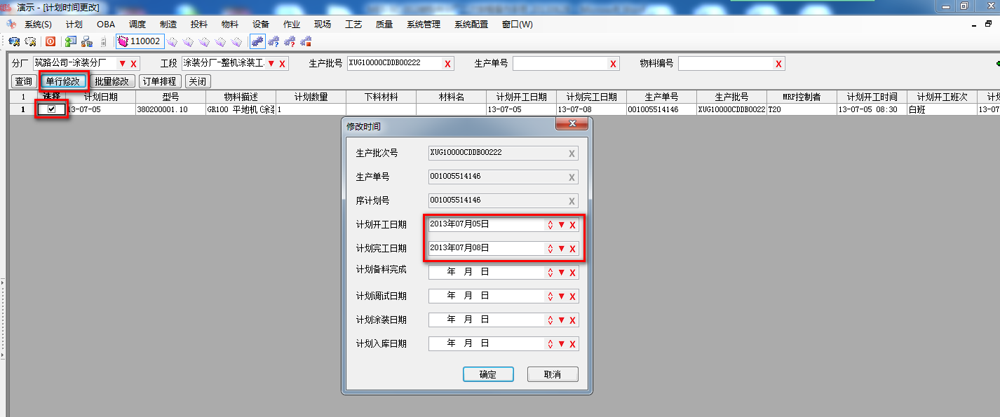 演示 - [计划时间更改]
系统(S) 计划 OBA 调度 制造 投料 物料 设备 作业 现场 工艺 质量 系统管理 系统配置 窗口(W)
110002
分厂 筑路公司-涂装分厂 工段 涂装分厂-整机涂装工. 生产批号 XUG10000CDDB00222 X 生产单号 X 物料编号 X
查询 单行修改 批量修改 订单排程 关闭
1 选择 计划日期 型号 物料描述 计划数量 下料材料 材料名 计划开工日期 计划完工日期 生产单号 生产批号 MRP控制者 计划开工时间 计划开工班次
1 13-07-05 380200001.10 GR100 平地机（涂装 1 13-07-05 13-07-08 001005514146 XUG10000CDDB0022 T20 13-07-05 08:30 白班 13-07
修改时间
生产批次号 XUG10000CDDB00222 X
生产单号 001005514146 X
序计划号 001005514146 X
计划开工日期 2013年07月05日 X
计划完工日期 2013年07月08日 X
计划备料完成 年 月 日 X
计划调试日期 年 月 日 X
计划涂装日期 年 月 日 X
计划入库日期 年 月 日 X
确定 取消